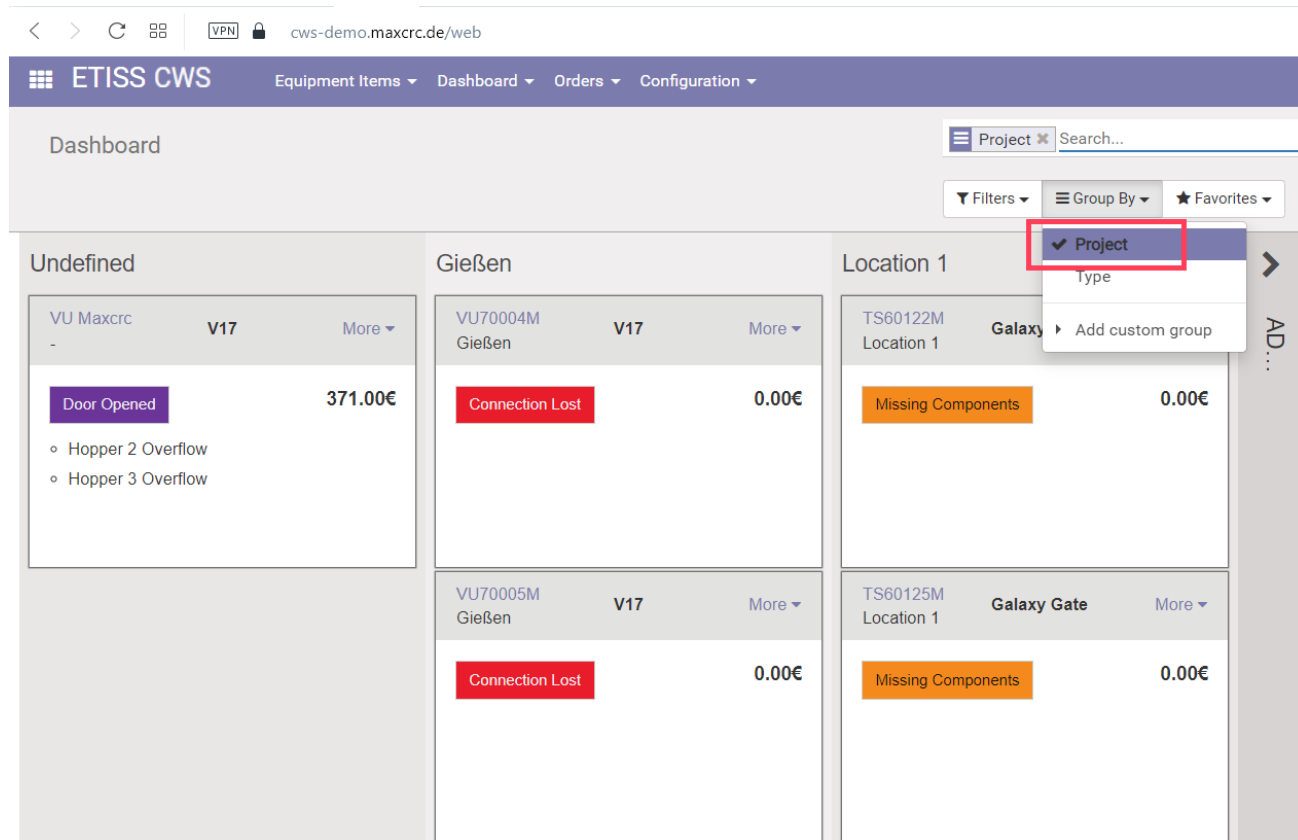 VPN cws-demo.maxcrc.de/web
ETISS CWS Equipment Items Dashboard Orders Configuration
Dashboard
Project Search...
Filters Group By Favorites
Project
Type
Add custom group
Undefined
VU Maxcrc V17 More
-
Door Opened 371.00€
Hopper 2 Overflow
Hopper 3 Overflow
Gießen
VU70004M V17 More
Gießen
Connection Lost 0.00€
VU70005M V17 More
Gießen
Connection Lost 0.00€
Location 1
TS60122M Galaxy
Location 1
Missing Components 0.00€
TS60125M Galaxy Gate More
Location 1
Missing Components 0.00€
AD...